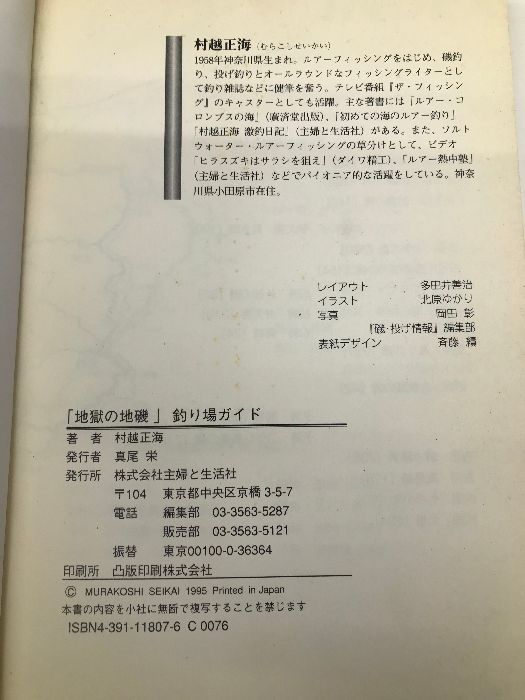 村越正海（むらこしせいかい）
1958年神奈川県生まれ。ルアーフィッシングをはじめ、磯釣
り、投げ釣りとオールラウンドなフィッシングライターとし
て釣り雑誌などに健筆を奮う。テレビ番組『ザ・フィッシン
グ』のキャスターとしても活躍。主な著書には「ルアー・コ
ロンブスの海」（廣済堂出版）、「初めての海のルアー釣り」
「村越正海 激釣日記」（主婦と生活社）がある。また、ソルト
ウォーター・ルアーフィッシングの草分けとして、ビデオ
「ヒラスズキはサラシを狙え」（ダイワ精工）、「ルアー熱中塾」
（主婦と生活社）などでパイオニア的な活躍をしている。神奈
川県小田原市在住。
レイアウト 多田井善治
イラスト 北原ゆかり
写真 岡田 彰
『磯・投げ情報』編集部
表紙デザイン 斉藤 績
「地獄の地磯」釣り場ガイド
著 者 村越正海
発行者 真尾 栄
発行所 株式会社主婦と生活社
〒104 東京都中央区京橋3-5-7
電話 編集部 03-3563-5287
販売部 03-3563-5121
振替 東京00100-0-36364
印刷所 凸版印刷株式会社
© MURAKOSHI SEIKAI 1995 Printed in Japan
本書の内容を小社に無断で複写することを禁じます
ISBN4-391-11807-6 C 0076